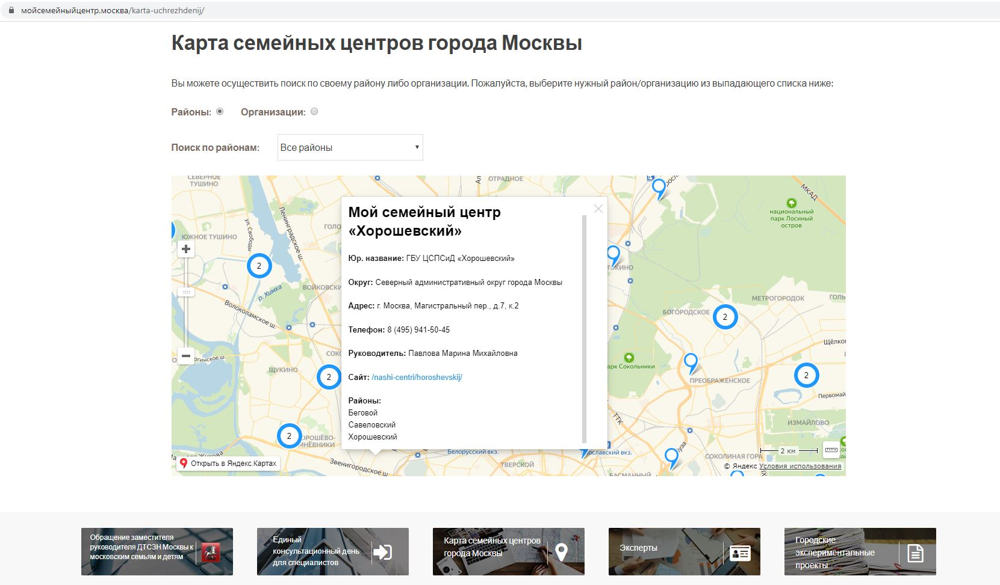 мойсемейныйцентр.москва/karta-uchrezhdenij/
Карта семейных центров города Москвы
Вы можете осуществить поиск по своему району либо организации. Пожалуйста, выберите нужный район/организацию из выпадающего списка ниже:
Районы:
Организации:
Поиск по районам:
Все районы
СЕВЕРНОЕ
ТУШИНО
ОТРАДНОЕ
МКАД
национальный
парк Лосиный
остров
Ленинградское ш.
ул. Свободы
ЮЖНОЕ ТУШИНО
2
р. Химка
Волоколамское ш.
ЩУКИНО
2
2
Звенигородское ш.
Открыть в Яндекс.Картах
Мой семейный центр
«Хорошевский»
Юр. название: ГБУ ЦСПСиД «Хорошевский»
Округ: Северный административный округ города Москвы
Адрес: г. Москва, Магистральный пер., д.7, к.2
Телефон: 8 (495) 941-50-45
Руководитель: Павлова Марина Михайловна
Сайт: /nashi-centri/horoshevskij/
Районы:
Беговой
Савеловский
Хорошевский
Белорусский вкз.
ТВЕРСКОЙ
МЕТРОГОРОДОК
БОГОРОДСКОЕ
2
ПРЕОБРАЖЕНСКОЕ
2
ТТК
ИЗМАЙЛОВО
СОКОЛИНАЯ ГОРА
БАСМАННЫЙ
2 км
© Яндекс Условия использования
Обращение заместителя
руководителя ДТСЗН Москвы к
московским семьям и детям
Единый
консультационный день
для специалистов
Карта семейных центров
города Москвы
Эксперты
Городские
экспериментальные
проекты